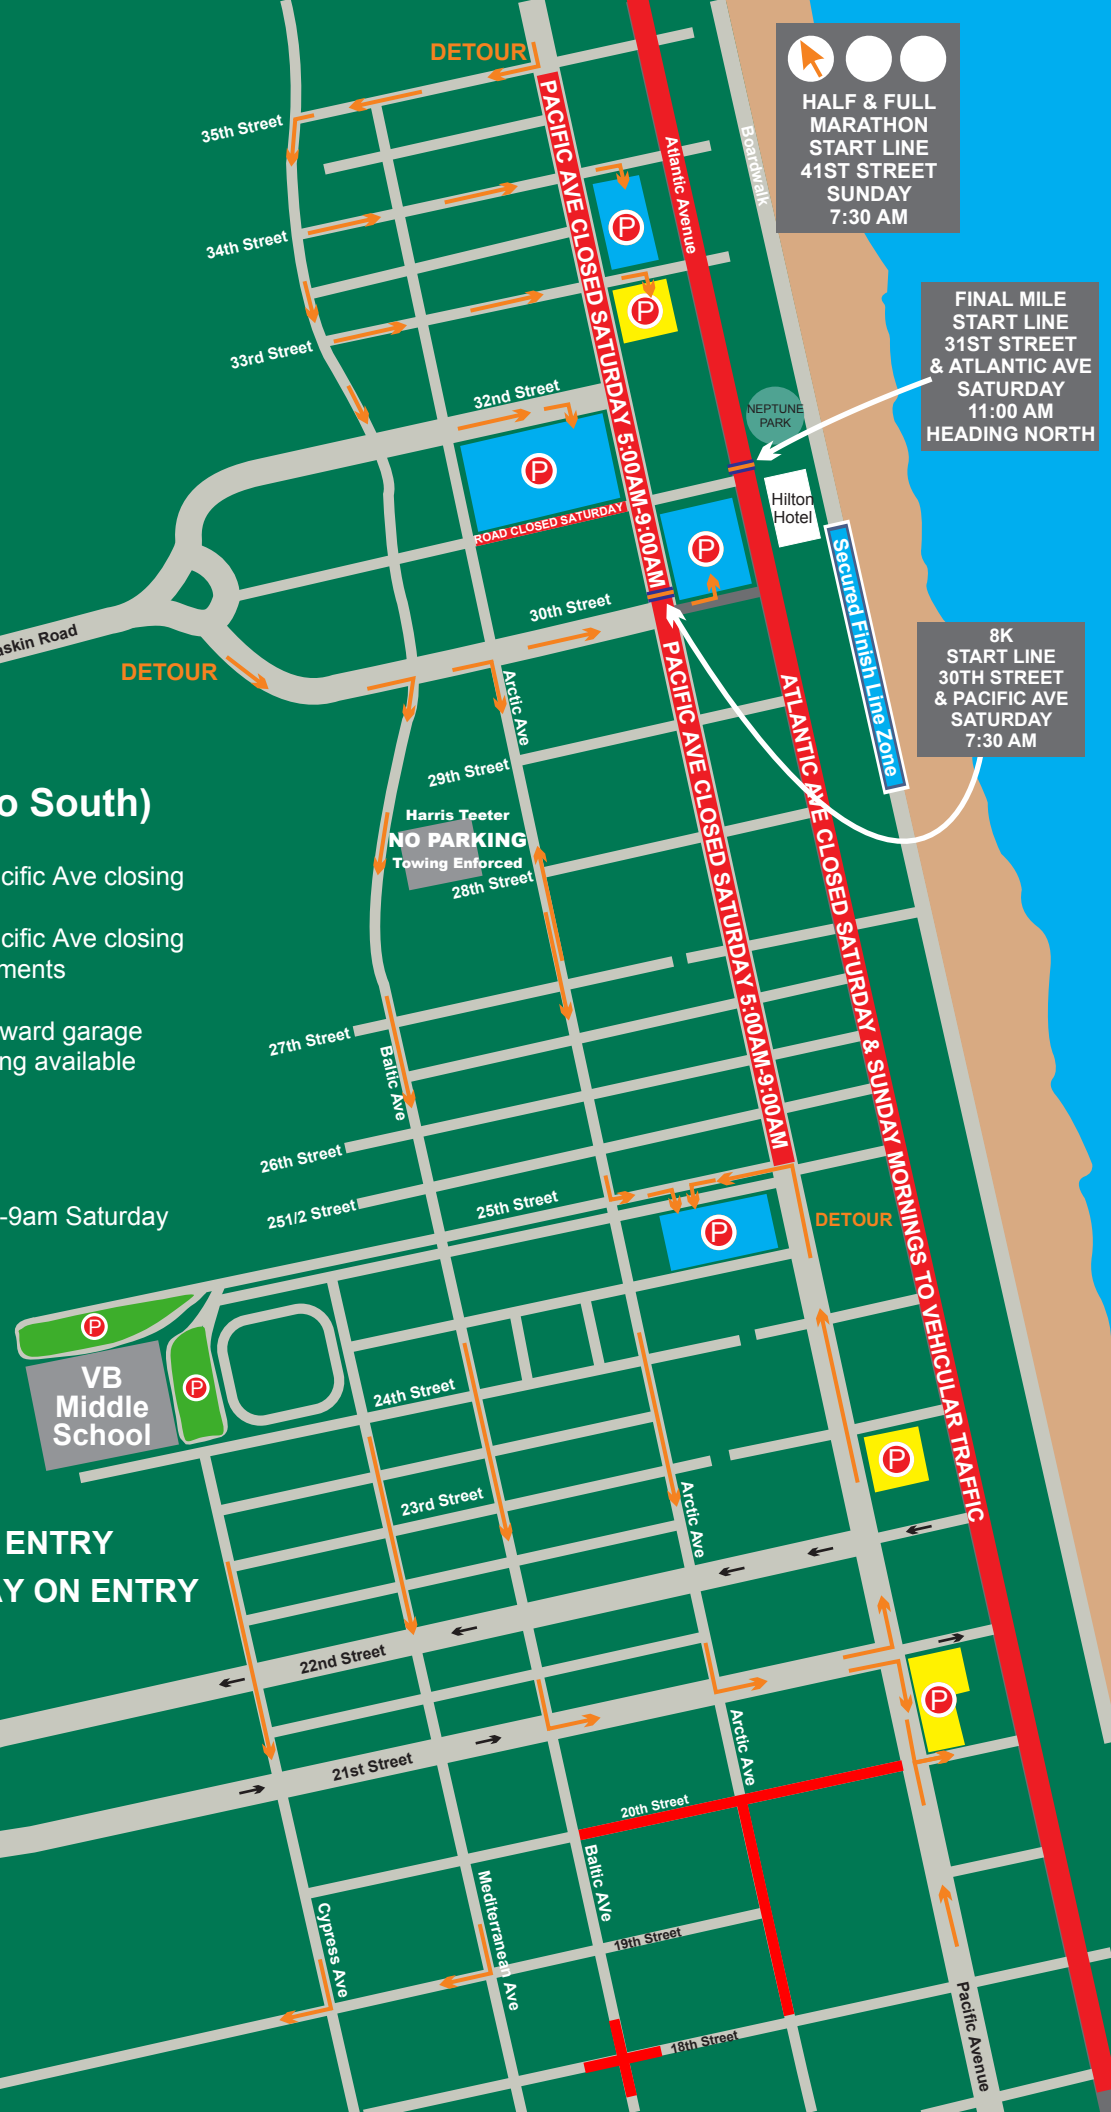 DETOUR
35th Street
PACIFIC AVE CLOSED SATURDAY 5:00AM-9:00AM
Atlantic Avenue
Boardwalk
HALF & FULL
MARATHON
START LINE
41ST STREET
SUNDAY
7:30 AM
34th Street
P
33rd Street
P
FINAL MILE
START LINE
31ST STREET
& ATLANTIC AVE
SATURDAY
11:00 AM
HEADING NORTH
32nd Street
NEPTUNE
PARK
P
Hilton
Hotel
ROAD CLOSED SATURDAY
P
Secured Finish Line Zone
30th Street
askin Road
DETOUR
8K
START LINE
30TH STREET
& PACIFIC AVE
SATURDAY
7:30 AM
Arctic Ave
PACIFIC AVE CLOSED SATURDAY 5:00AM-9:00AM
ATLANTIC AVE CLOSED SATURDAY & SUNDAY MORNINGS TO VEHICULAR TRAFFIC
29th Street
o South)
Harris Teeter
NO PARKING
Towing Enforced
28th Street
cific Ave closing
cific Ave closing
ments
ward garage
ng available
27th Street
Baltic Ave
26th Street
251/2 Street
25th Street
-9am Saturday
P
DETOUR
P
P
VB
Middle
School
24th Street
P
23rd Street
Arctic Ave
ENTRY
AY ON ENTRY
22nd Street
P
21st Street
Arctic Ave
20th Street
Baltic AVe
Mediterranean Ave
Cypress Ave
19th Street
Pacific Avenue
18th Street